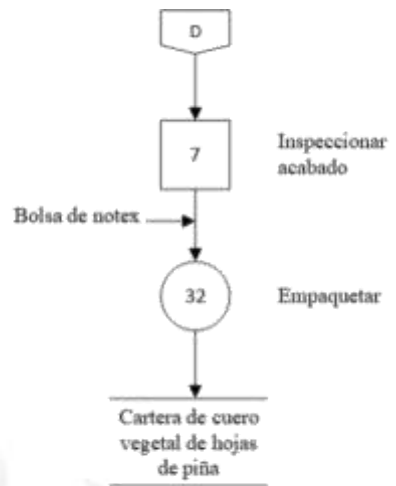 D
7
Inspeccionar
acabado
Bolsa de notex
32
Empaquetar
Cartera de cuero
vegetal de hojas
de piña